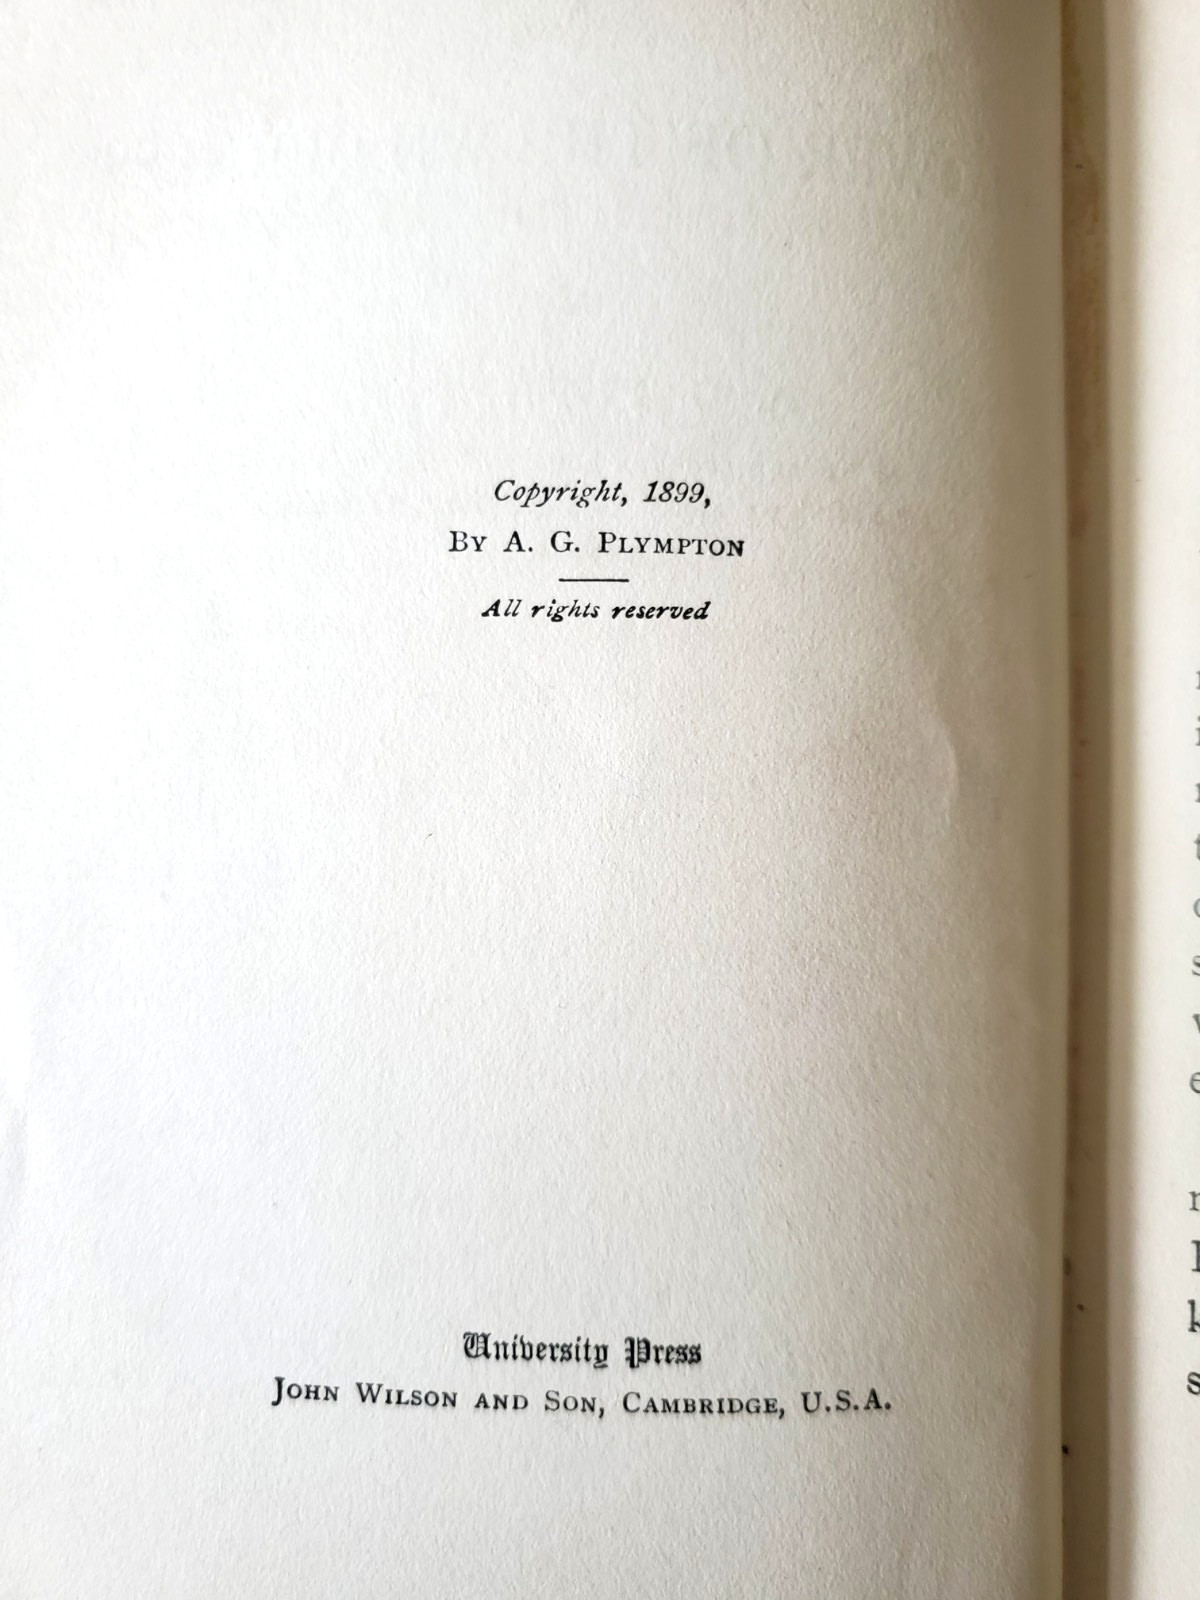 Copyright, 1899,
By A. G. Plympton
All rights reserved
University Press
John Wilson and Son, Cambridge, U.S.A.